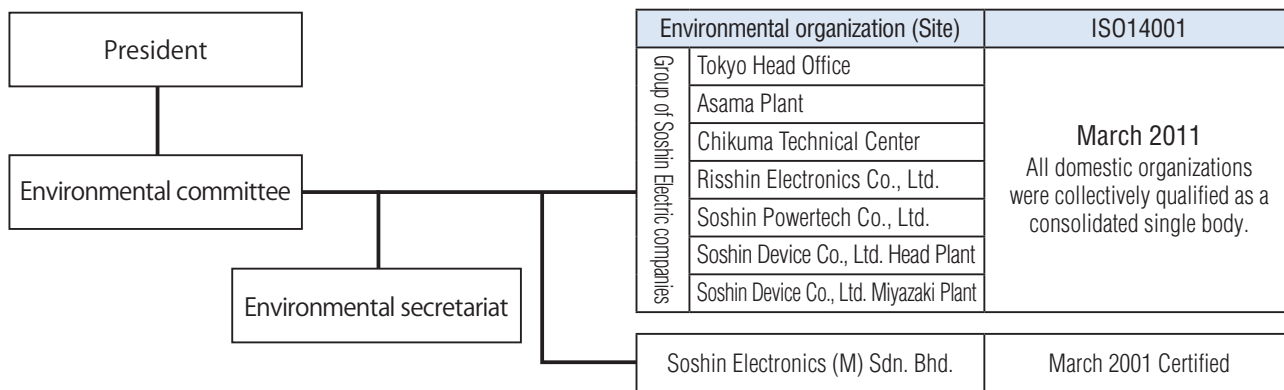 President
Environmental committee
Environmental secretariat
Environmental organization (Site)
ISO14001
Group of Soshin Electric companies
Tokyo Head Office
Asama Plant
Chikuma Technical Center
Risshin Electronics Co., Ltd.
Soshin Powertech Co., Ltd.
Soshin Device Co., Ltd. Head Plant
Soshin Device Co., Ltd. Miyazaki Plant
March 2011
All domestic organizations
were collectively qualified as a
consolidated single body.
Soshin Electronics (M) Sdn. Bhd.
March 2001 Certified